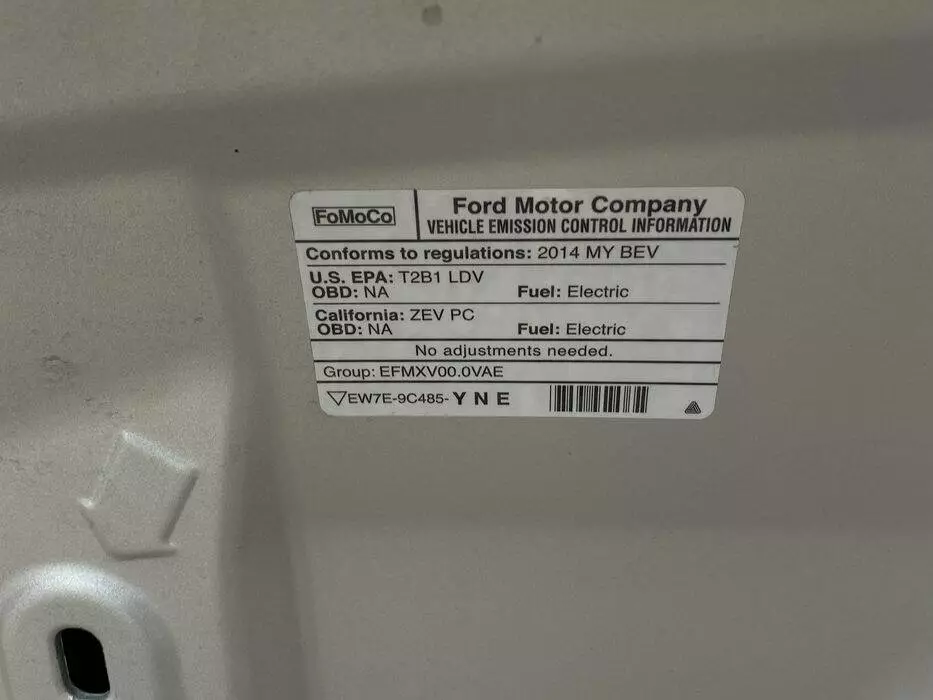 FoMoCo
Ford Motor Company
VEHICLE EMISSION CONTROL INFORMATION
Conforms to regulations: 2014 MY BEV
U.S. EPA: T2B1 LDV
OBD: NA Fuel: Electric
California: ZEV PC
OBD: NA Fuel: Electric
No adjustments needed.
Group: EFMXV00.0VAE
EW7E-9C485-Y N E